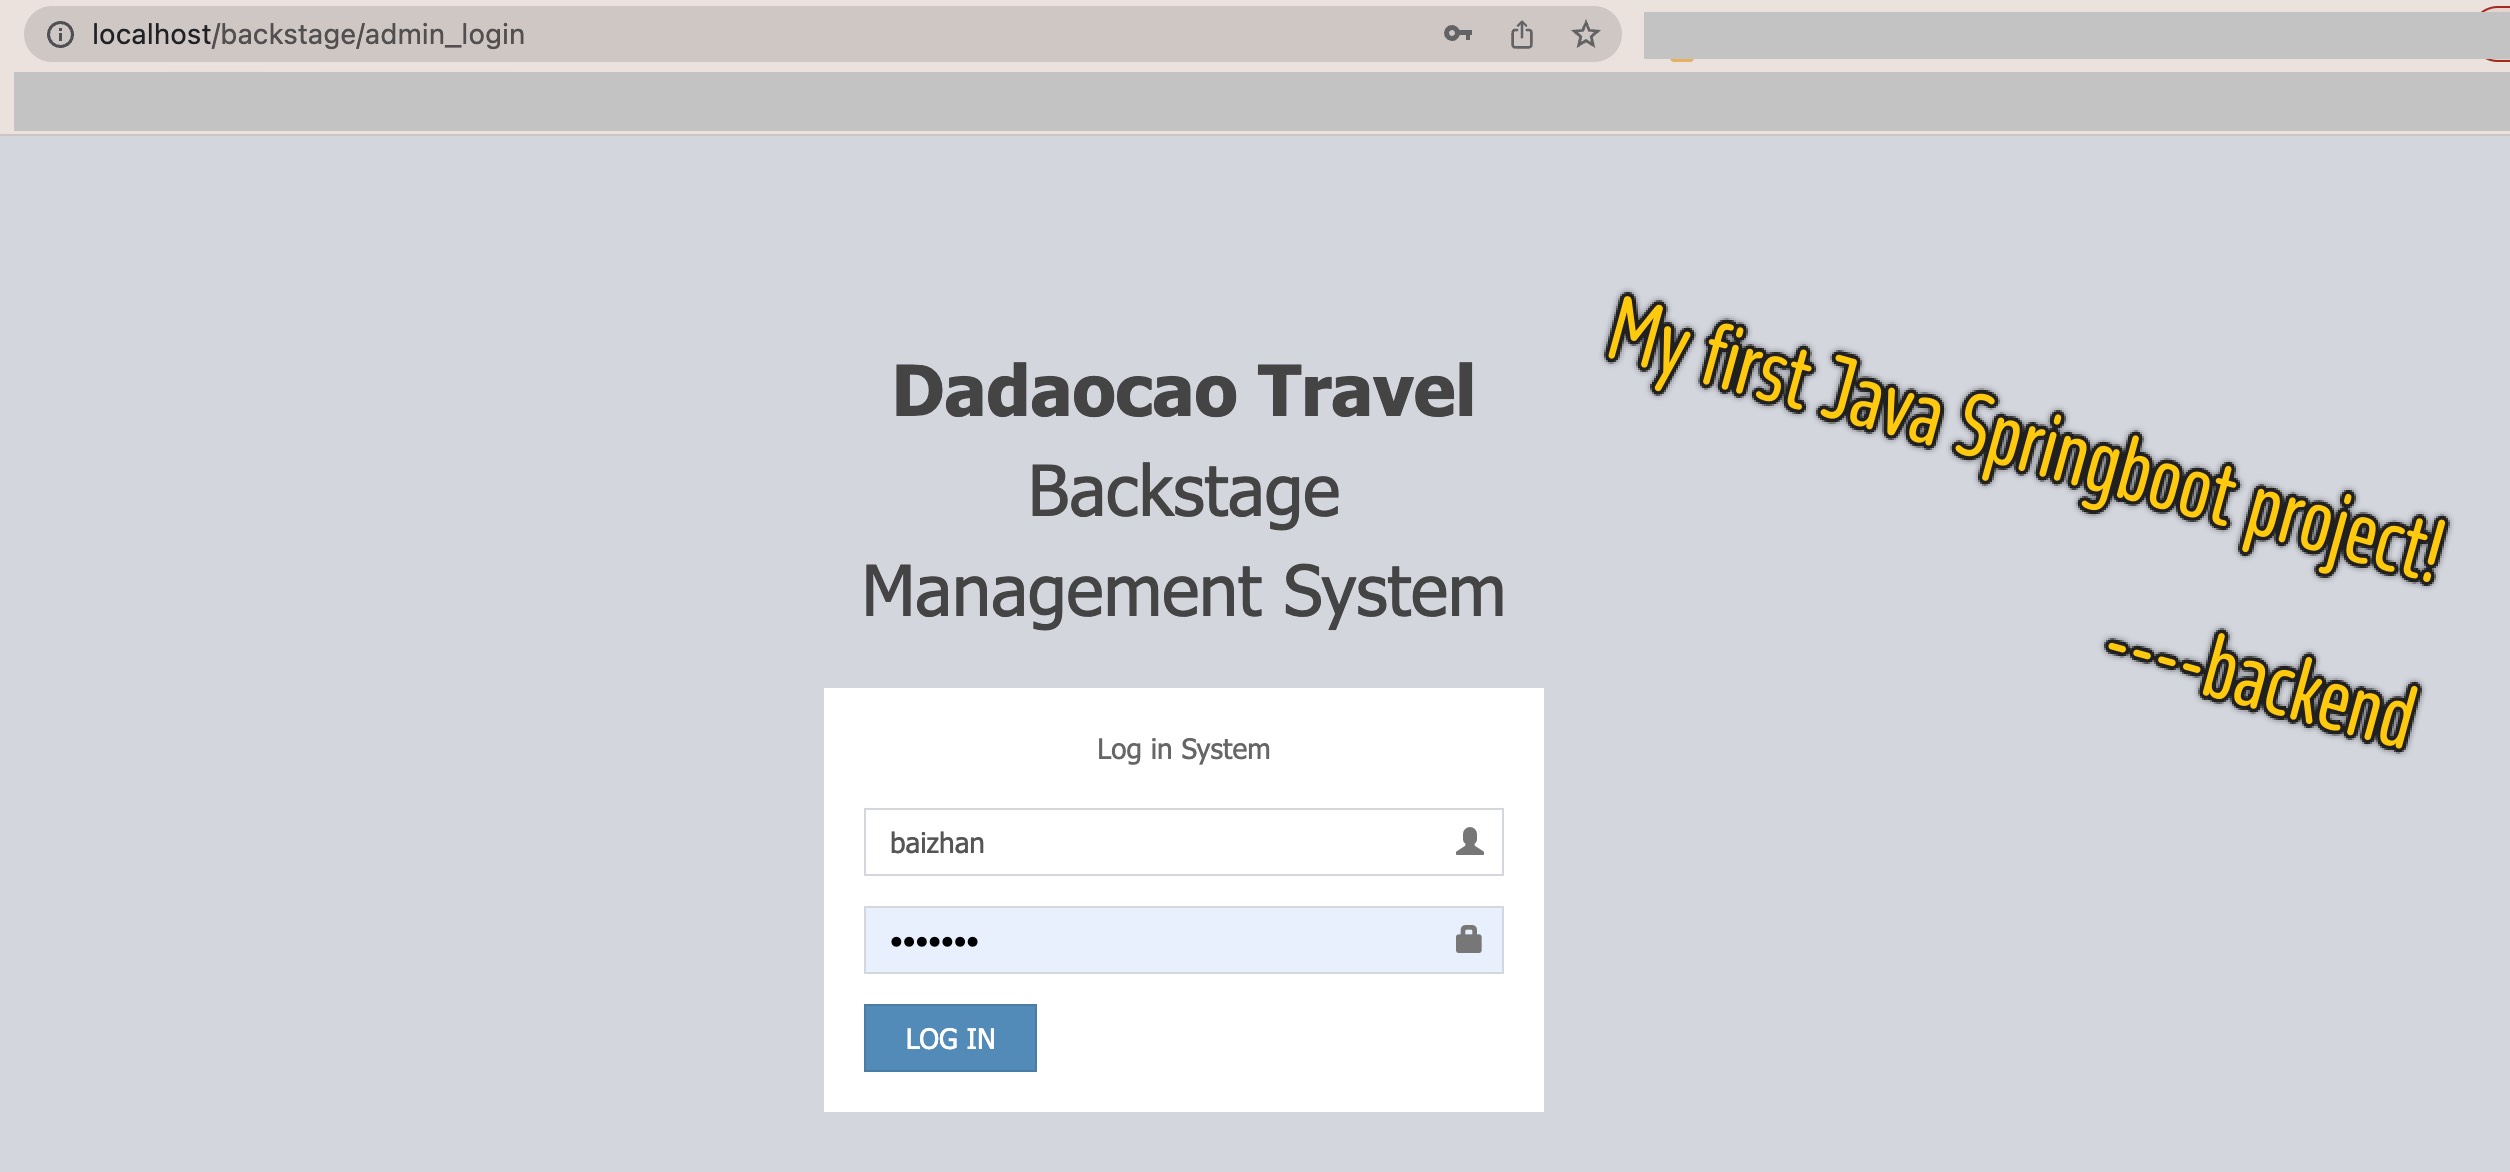 localhost/backstage/admin_login
My first Java Springboot project!
----backend
Dadaocao Travel
Backstage
Management System
Log in System
baizhan
•••••••
LOG IN